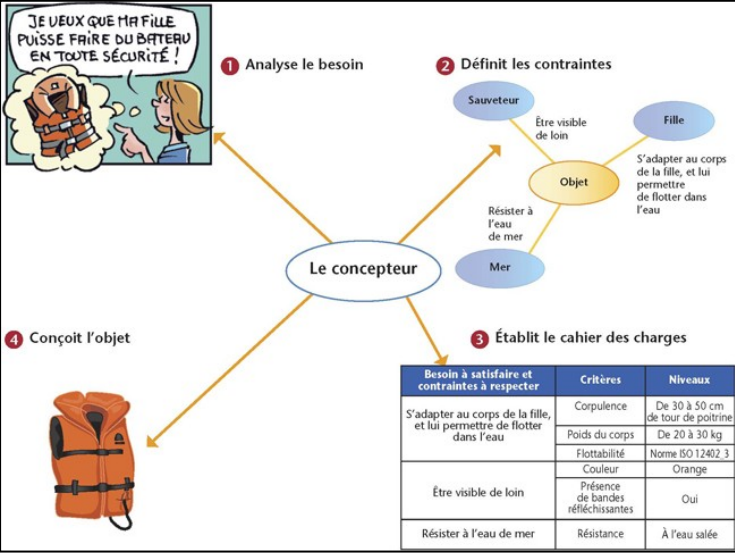 JE VEUX QUE MA FILLE
PUISSE FAIRE DU BATEAU
EN TOUTE SÉCURITÉ !
1 Analyse le besoin
2 Définit les contraintes
Sauveteur
Être visible
de loin
Fille
S'adapter au corps
de la fille, et lui
permettre
de flotter dans
l'eau
Objet
Résister à
l'eau
de mer
Mer
Le concepteur
4 Conçoit l'objet
3 Établit le cahier des charges
Besoin à satisfaire et
contraintes à respecter
Critères
Niveaux
S'adapter au corps de la fille,
et lui permettre de flotter
dans l'eau
Corpulence
De 30 à 50 cm
de tour de poitrine
Poids du corps
De 20 à 30 kg
Flottabilité
Norme ISO 12402_3
Être visible de loin
Couleur
Orange
Présence
de bandes
réfléchissantes
Oui
Résister à l'eau de mer
Résistance
À l'eau salée